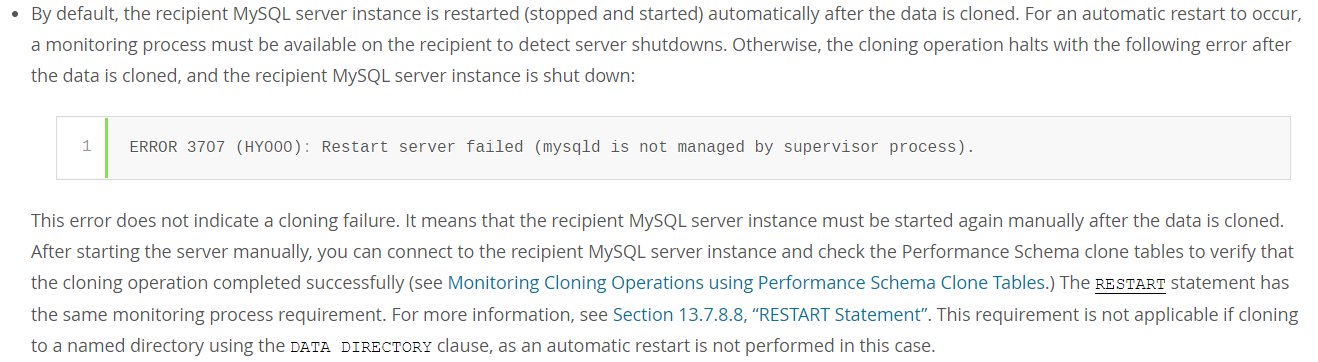 • By default, the recipient MySQL server instance is restarted (stopped and started) automatically after the data is cloned. For an automatic restart to occur,
a monitoring process must be available on the recipient to detect server shutdowns. Otherwise, the cloning operation halts with the following error after
the data is cloned, and the recipient MySQL server instance is shut down:
1 ERROR 3707 (HY000): Restart server failed (mysqld is not managed by supervisor process).
This error does not indicate a cloning failure. It means that the recipient MySQL server instance must be started again manually after the data is cloned.
After starting the server manually, you can connect to the recipient MySQL server instance and check the Performance Schema clone tables to verify that
the cloning operation completed successfully (see Monitoring Cloning Operations using Performance Schema Clone Tables.) The RESTART statement has
the same monitoring process requirement. For more information, see Section 13.7.8.8, “RESTART Statement”. This requirement is not applicable if cloning
to a named directory using the DATA DIRECTORY clause, as an automatic restart is not performed in this case.